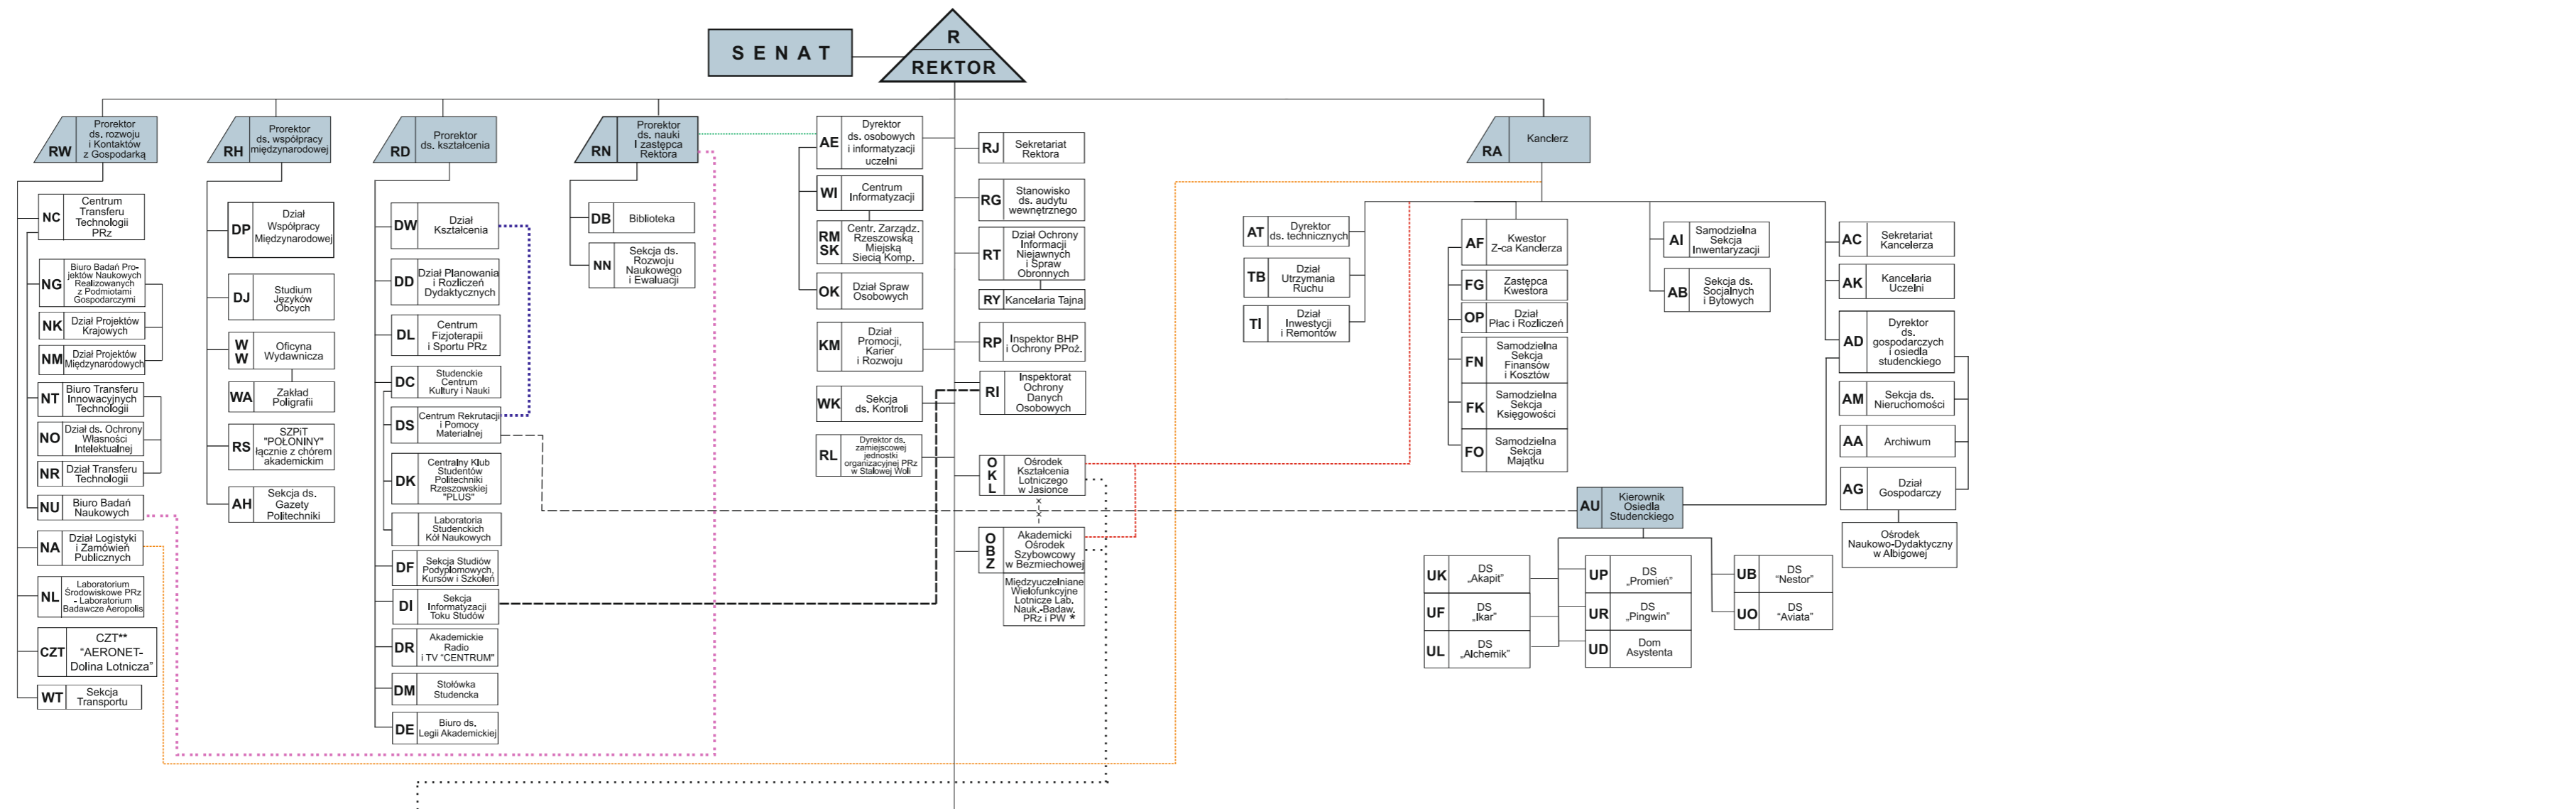 SENAT
R
REKTOR
RW
Prorektor
ds. rozwoju
i Kontaktów
z Gospodarką
RH
Prorektor
ds. współpracy
międzynarodowej
RD
Prorektor
ds. kształcenia
RN
Prorektor
ds. nauki
I zastępca
Rektora
RA
Kanclerz
NC
Centrum
Transferu
Technologii
PRz
NG
Biuro Badań Pro-
jektów Naukowych
Realizowanych
z Podmiotami
Gospodarczymi
NK
Dział Projektów
Krajowych
NM
Dział Projektów
Międzynarodowych
NT
Biuro Transferu
Innowacyjnych
Technologii
NO
Dział ds. Ochrony
Własności
Intelektualnej
NR
Dział Transferu
Technologii
NU
Biuro Badań
Naukowych
NA
Dział Logistyki
i Zamówień
Publicznych
NL
Laboratorium
Środowiskowe PRz
- Laboratorium
Badawcze Aeropolis
CZT
CZT**
"AERONET-
Dolina Lotnicza"
WT
Sekcja
Transportu
DP
Dział
Współpracy
Międzynarodowej
DJ
Studium
Języków
Obcych
W
W
Oficyna
Wydawnicza
WA
Zakład
Poligrafii
RS
SZPiT
"POŁONINY"
łącznie z chórem
akademickim
AH
Sekcja ds.
Gazety
Politechniki
DW
Dział
Kształcenia
DD
Dział Planowania
i Rozliczeń
Dydaktycznych
DL
Centrum
Fizjoterapii
i Sportu PRz
DC
Studenckie
Centrum
Kultury i Nauki
DS
Centrum Rekrutacji
i Pomocy
Materialnej
DK
Centralny Klub
Studentów
Politechniki
Rzeszowskiej
"PLUS"
Laboratoria
Studenckich
Kół Naukowych
DF
Sekcja Studiów
Podyplomowych,
Kursów i Szkoleń
DI
Sekcja
Informatyzacji
Toku Studów
DR
Akademickie
Radio
i TV "CENTRUM"
DM
Stołówka
Studencka
DE
Biuro ds.
Legii Akademickiej
DB
Biblioteka
NN
Sekcja ds.
Rozwoju
Naukowego
i Ewaluacji
AE
Dyrektor
ds. osobowych
i informatyzacji
uczelni
WI
Centrum
Informatyzacji
RM
SK
Centr. Zarządz.
Rzeszowską
Miejską
Siecią Komp.
OK
Dział Spraw
Osobowych
KM
Dział
Promocji,
Karier
i Rozwoju
WK
Sekcja
ds. Kontroli
RL
Dyrektor ds.
zamiejscowej
jednostki
organizacyjnej PRz
w Stalowej Woli
RJ
Sekretariat
Rektora
RG
Stanowisko
ds. audytu
wewnętrznego
RT
Dział Ochrony
Informacji
Niejawnych
i Spraw
Obronnych
RY
Kancelaria Tajna
RP
Inspektor BHP
i Ochrony PPoż.
RI
Inspektorat
Ochrony
Danych
Osobowych
O
K
L
Ośrodek
Kształcenia
Lotniczego
w Jasionce
x
x
O
B
Z
Akademicki
Ośrodek
Szybowcowy
w Bezmiechowej
Międzyuczelniane
Wielofunkcyjne
Lotnicze Lab.
Nauk.-Badaw.
PRz i PW *
AT
Dyrektor
ds. technicznych
TB
Dział
Utrzymania
Ruchu
TI
Dział
Inwestycji
i Remontów
AF
Kwestor
Z-ca Kanclerza
FG
Zastępca
Kwestora
OP
Dział
Płac i Rozliczeń
FN
Samodzielna
Sekcja
Finansów
i Kosztów
FK
Samodzielna
Sekcja
Księgowości
FO
Samodzielna
Sekcja
Majątku
AI
Samodzielna
Sekcja
Inwentaryzacji
AB
Sekcja ds.
Socjalnych
i Bytowych
AC
Sekretariat
Kancelerza
AK
Kancelaria
Uczelni
AD
Dyrektor
ds.
gospodarczych
i osiedla
studenckiego
AM
Sekcja ds.
Nieruchomości
AA
Archiwum
AG
Dział
Gospodarczy
Ośrodek
Naukowo-Dydaktyczny
w Albigowej
AU
Kierownik
Osiedla
Studenckiego
UK
DS
„Akapit"
UF
DS
„Ikar"
UL
DS
„Alchemik"
UP
DS
„Promień"
UR
DS
„Pingwin"
UD
Dom
Asystenta
UB
DS
"Nestor"
UO
DS
"Aviata"